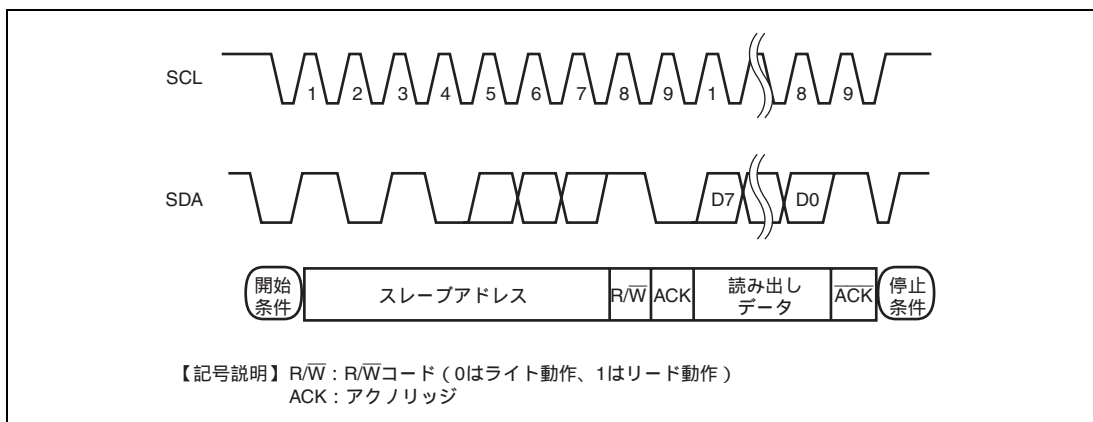 SCL
1 2 3 4 5 6 7 8 9 1 8 9
SDA
D7 D0
開始
条件
スレーブアドレス
R/W̅
ACK
読み出し
データ
A̅C̅K̅
停止
条件
【記号説明】R/W̅：R/W̅コード（0はライト動作、1はリード動作）
ACK：アクノリッジ